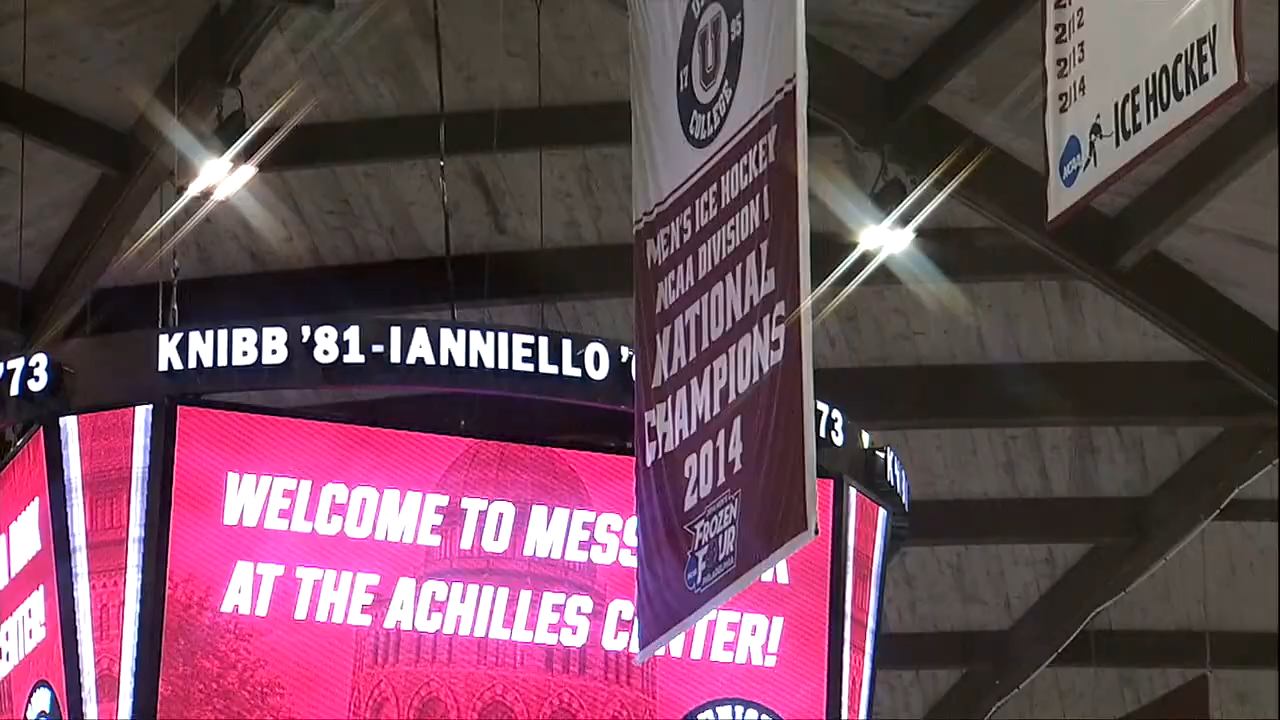 17 95
U
COLLEGE
MEN'S ICE HOCKEY
NCAA DIVISION I
NATIONAL
CHAMPIONS
2014
FROZEN
FOUR
PHILADELPHIA
2012
2013
2014
NCAA
ICE HOCKEY
'73
KNIBB '81-IANNIELLO '
73
WELCOME TO MESS
AT THE ACHILLES CENTER!